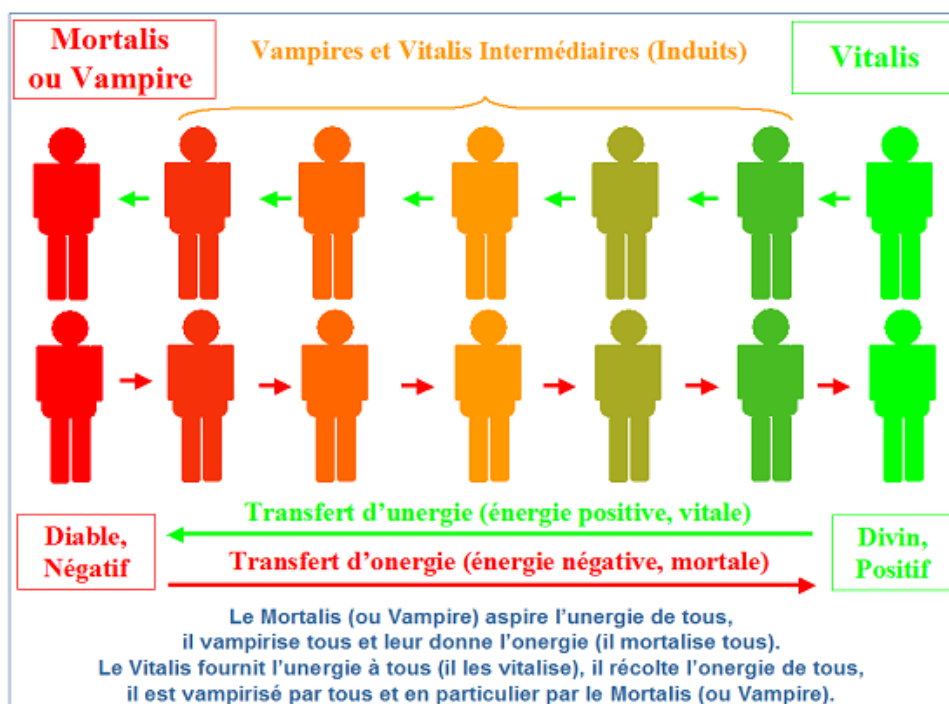 Mortalis
ou Vampire
Vampires et Vitalis Intermédiaires (Induits)
Vitalis
Transfert d'unergie (énergie positive, vitale)
Diable,
Négatif
Divin,
Positif
Transfert d'onergie (énergie négative, mortale)
Le Mortalis (ou Vampire) aspire l'unergie de tous,
il vampirise tous et leur donne l'onergie (il mortalise tous).
Le Vitalis fournit l'unergie à tous (il les vitalise), il récolte l'onergie de tous,
il est vampirisé par tous et en particulier par le Mortalis (ou Vampire).